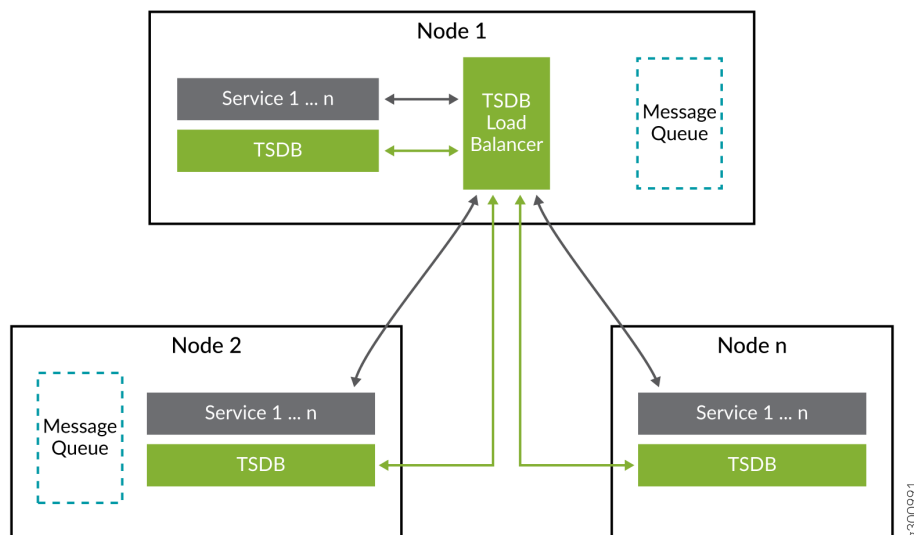 Node 1
Service 1 ... n
TSDB
TSDB
Load
Balancer
Message
Queue
Node 2
Message
Queue
Service 1 ... n
TSDB
Node n
Service 1 ... n
TSDB